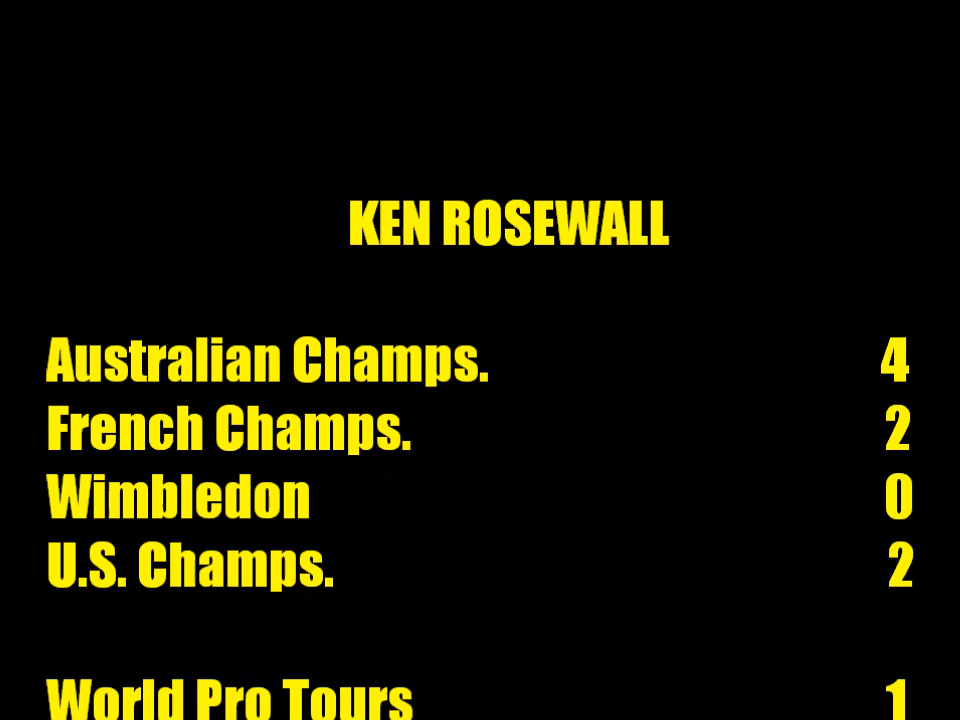 KEN ROSEWALL
Australian Champs. 4
French Champs. 2
Wimbledon 0
U.S. Champs. 2
World Pro Tours 1